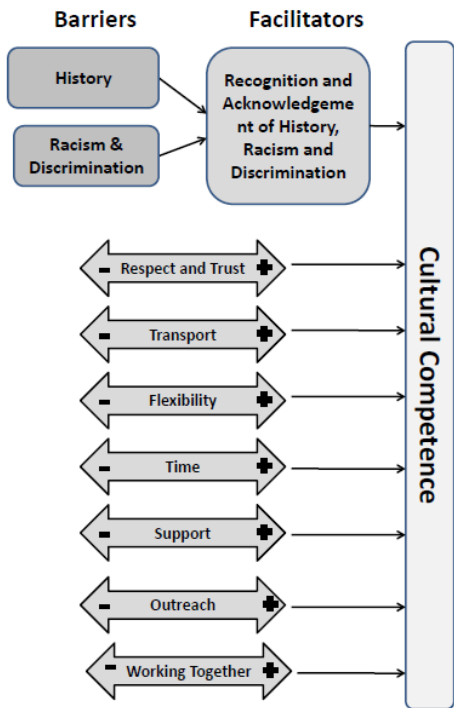 Barriers
Facilitators
History
Racism &
Discrimination
Recognition and
Acknowledgeme
nt of History,
Racism and
Discrimination
- Respect and Trust +
- Transport +
- Flexibility +
- Time +
- Support +
- Outreach +
- Working Together +
Cultural Competence